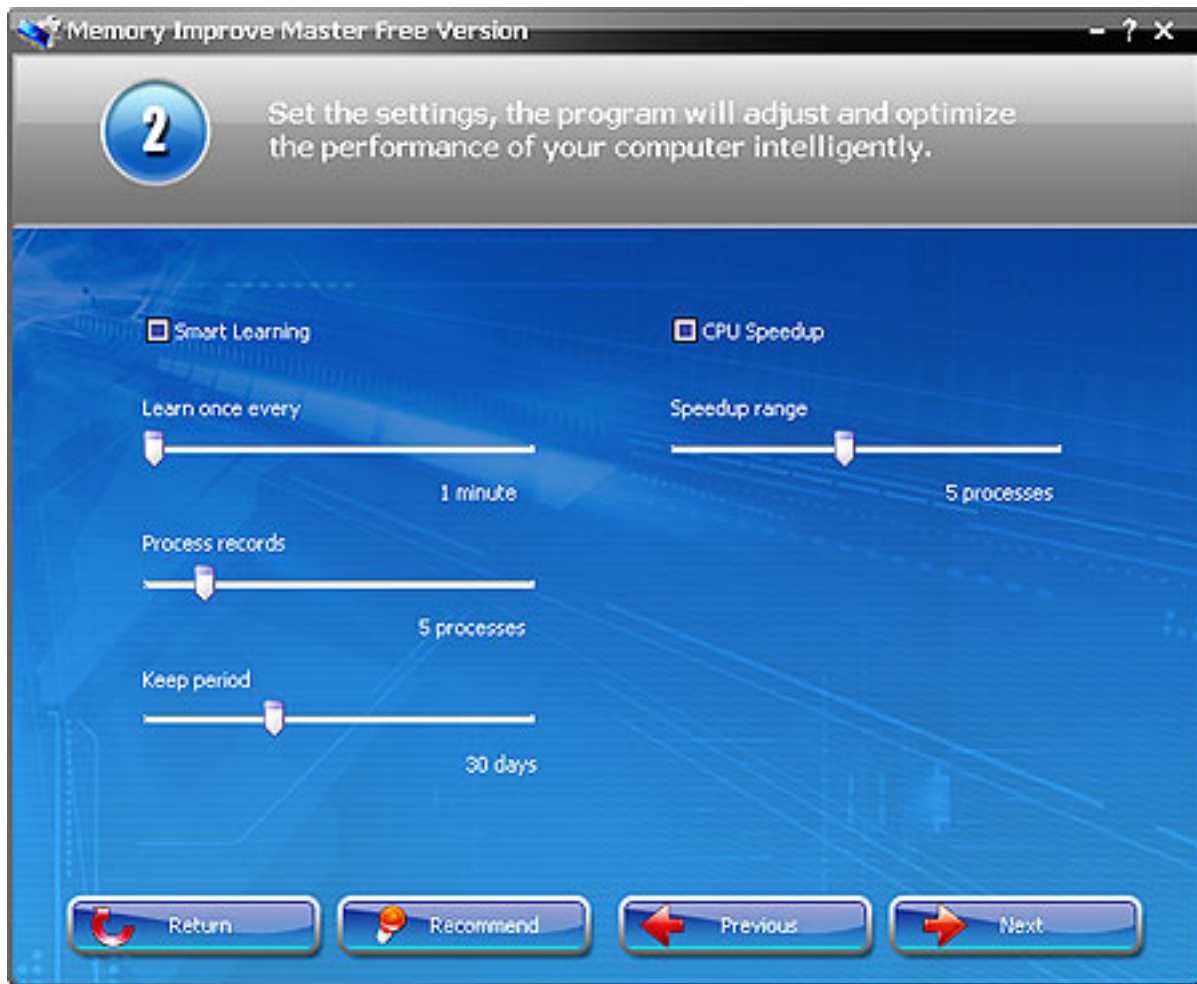 Memory Improve Master Free Version
2
Set the settings, the program will adjust and optimize
the performance of your computer intelligently.
Smart Learning
CPU Speedup
Learn once every
Speedup range
1 minute
5 processes
Process records
5 processes
Keep period
30 days
Return
Recommend
Previous
Next